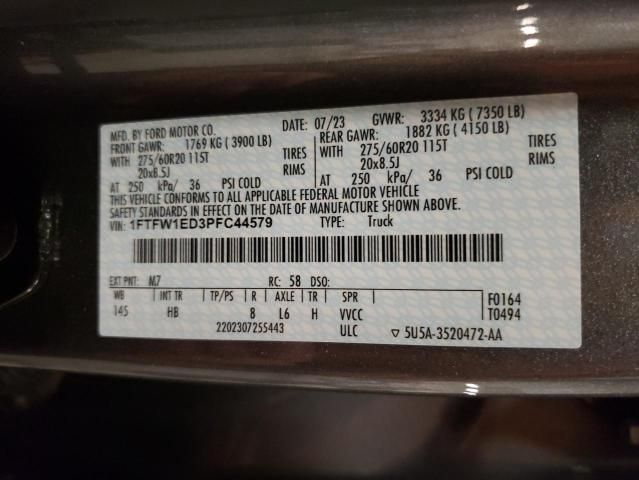 MFD. BY FORD MOTOR CO. DATE: 07/23 GVWR: 3334 KG ( 7350 LB)
FRONT GAWR: 1769 KG ( 3900 LB) REAR GAWR: 1882 KG ( 4150 LB)
WITH 275/60R20 115T TIRES WITH 275/60R20 115T TIRES
20x8.5J RIMS 20x8.5J RIMS
AT 250 kPa/ 36 PSI COLD AT 250 kPa/ 36 PSI COLD
THIS VEHICLE CONFORMS TO ALL APPLICABLE FEDERAL MOTOR VEHICLE
SAFETY STANDARDS IN EFFECT ON THE DATE OF MANUFACTURE SHOWN ABOVE.
VIN: 1FTFW1ED3PFC44579 TYPE: Truck
EXT PNT: M7 RC: 58 DSO:
WB INT TR TP/PS R AXLE TR SPR F0164
145 HB 8 L6 H VVCC T0494
2202307255443 ULC ▽ 5U5A-3520472-AA